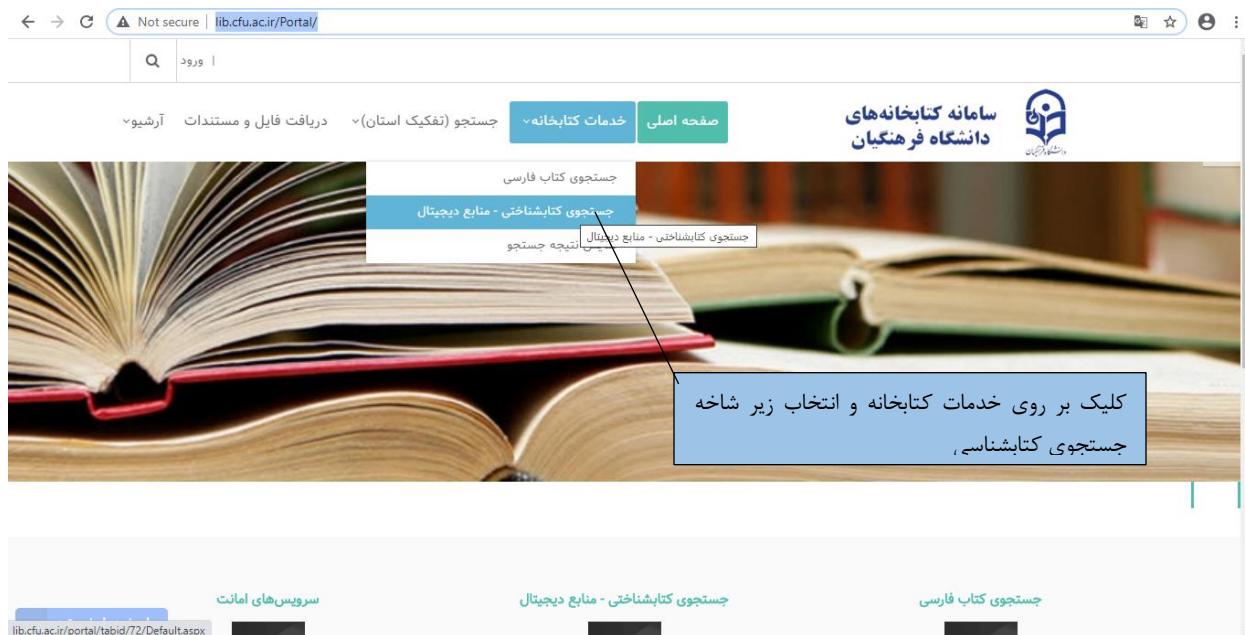 Not secure | lib.cfu.ac.ir/Portal/
ورود |
سامانه کتابخانه‌های
دانشگاه فرهنگیان
صفحه اصلی
خدمات کتابخانه
جستجو (تفکیک استان)
دریافت فایل و مستندات
آرشیو
جستجوی کتاب فارسی
جستجوی کتابشناختی - منابع دیجیتال
جستجوی کتابشناختی - منابع دیجیتال
نتیجه جستجو
کلیک بر روی خدمات کتابخانه و انتخاب زیر شاخه
جستجوی کتابشناسی
جستجوی کتاب فارسی
جستجوی کتابشناختی - منابع دیجیتال
سرویس‌های امانت
lib.cfu.ac.ir/portal/tabid/72/Default.aspx